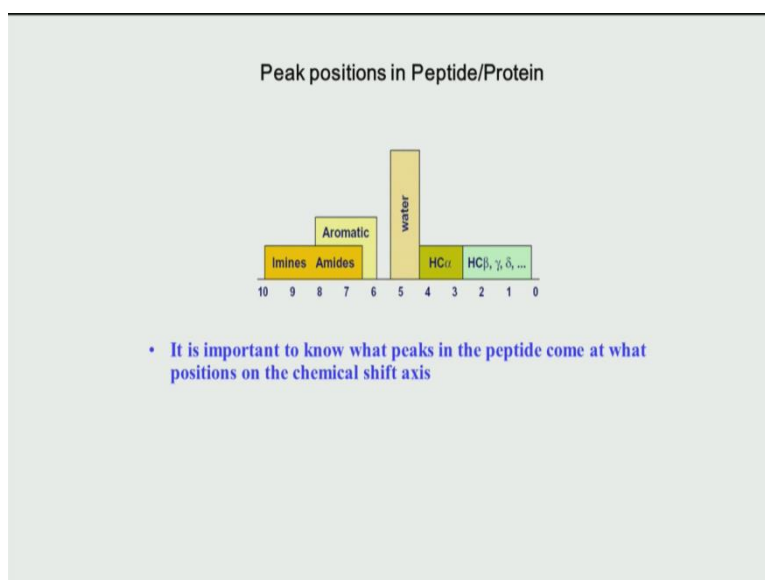 Peak positions in Peptide/Protein
water
Aromatic
Imines Amides
HCα
HCβ, γ, δ, ...
10 9 8 7 6 5 4 3 2 1 0
• It is important to know what peaks in the peptide come at what
positions on the chemical shift axis